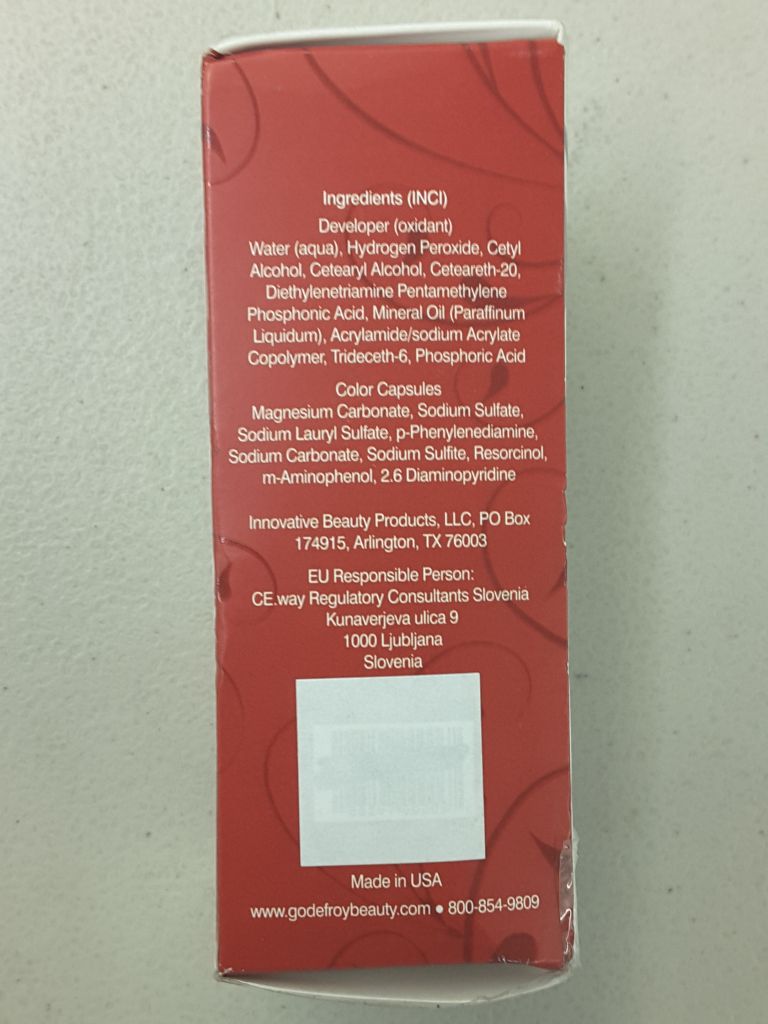 Ingredients (INCI)
Developer (oxidant)
Water (aqua), Hydrogen Peroxide, Cetyl
Alcohol, Cetearyl Alcohol, Ceteareth-20,
Diethylenetriamine Pentamethylene
Phosphonic Acid, Mineral Oil (Paraffinum
Liquidum), Acrylamide/sodium Acrylate
Copolymer, Trideceth-6, Phosphoric Acid
Color Capsules
Magnesium Carbonate, Sodium Sulfate,
Sodium Lauryl Sulfate, p-Phenylenediamine,
Sodium Carbonate, Sodium Sulfite, Resorcinol,
m-Aminophenol, 2.6 Diaminopyridine
Innovative Beauty Products, LLC, PO Box
174915, Arlington, TX 76003
EU Responsible Person:
CE.way Regulatory Consultants Slovenia
Kunaverjeva ulica 9
1000 Ljubljana
Slovenia
Made in USA
www.godefroybeauty.com • 800-854-9809